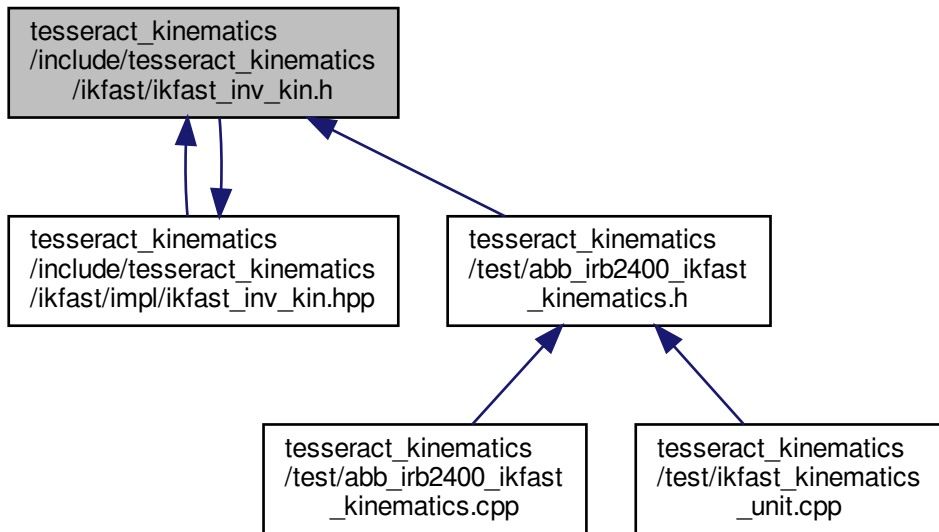 tesseract_kinematics
/include/tesseract_kinematics
/ikfast/ikfast_inv_kin.h
tesseract_kinematics
/include/tesseract_kinematics
/ikfast/impl/ikfast_inv_kin.hpp
tesseract_kinematics
/test/abb_irb2400_ikfast
_kinematics.h
tesseract_kinematics
/test/abb_irb2400_ikfast
_kinematics.cpp
tesseract_kinematics
/test/ikfast_kinematics
_unit.cpp